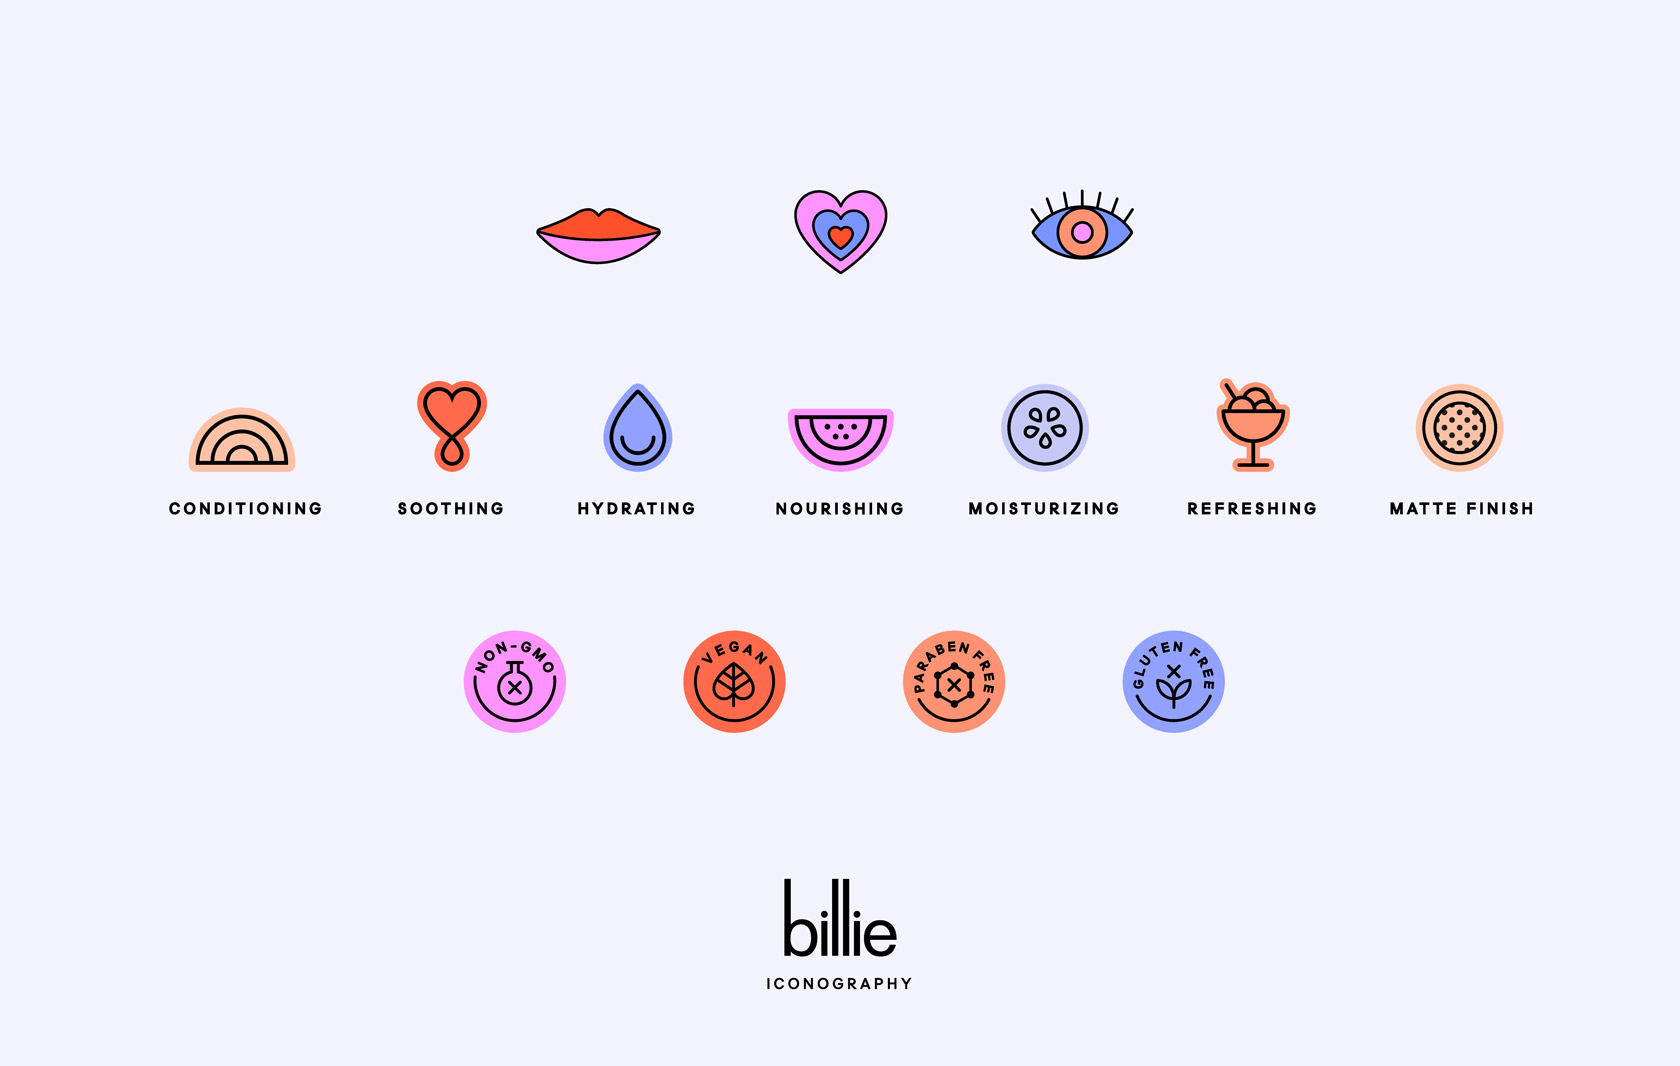 CONDITIONING
SOOTHING
HYDRATING
NOURISHING
MOISTURIZING
REFRESHING
MATTE FINISH
NON-GMO
VEGAN
PARABEN FREE
GLUTEN FREE
billie
ICONOGRAPHY